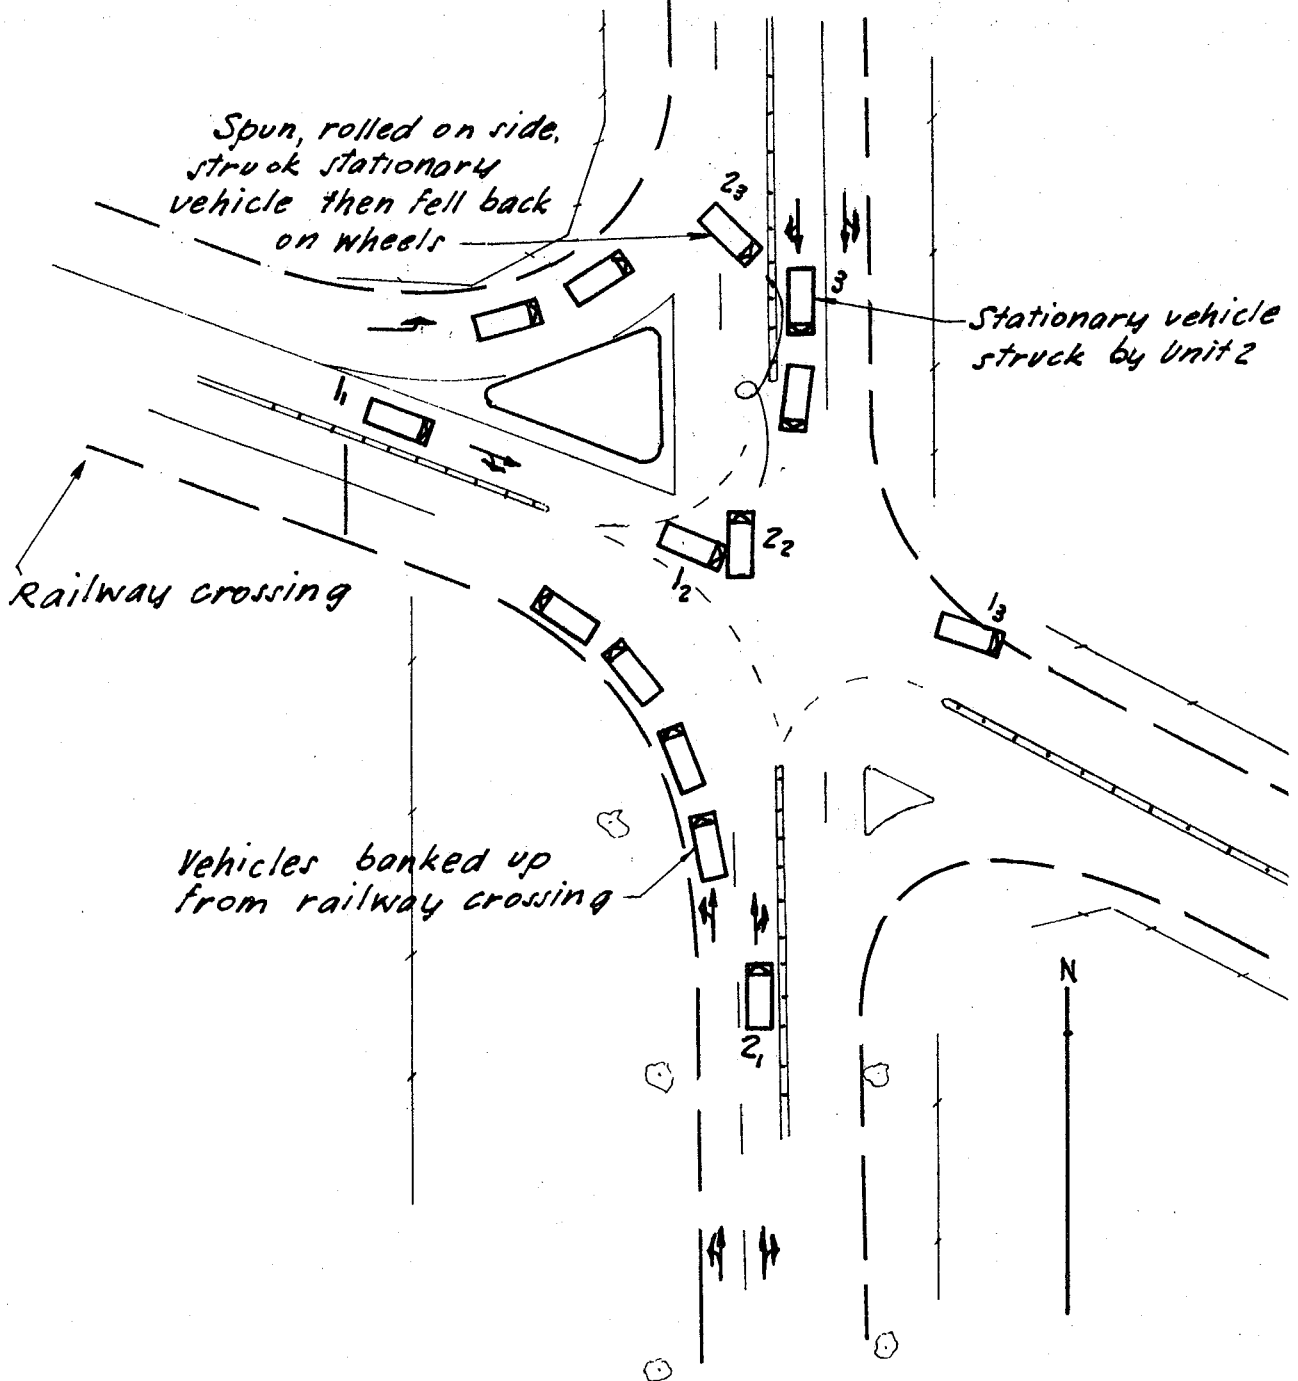 Spun, rolled on side,
struck stationary
vehicle then fell back
on wheels
2₃
3
Stationary vehicle
struck by Unit 2
1₁
2₂
1₂
Railway crossing
1₃
Vehicles banked up
from railway crossing
N
2₁